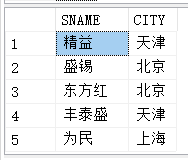 SNAME CITY
1 精益 天津
2 盛锡 北京
3 东方红 北京
4 丰泰盛 天津
5 为民 上海